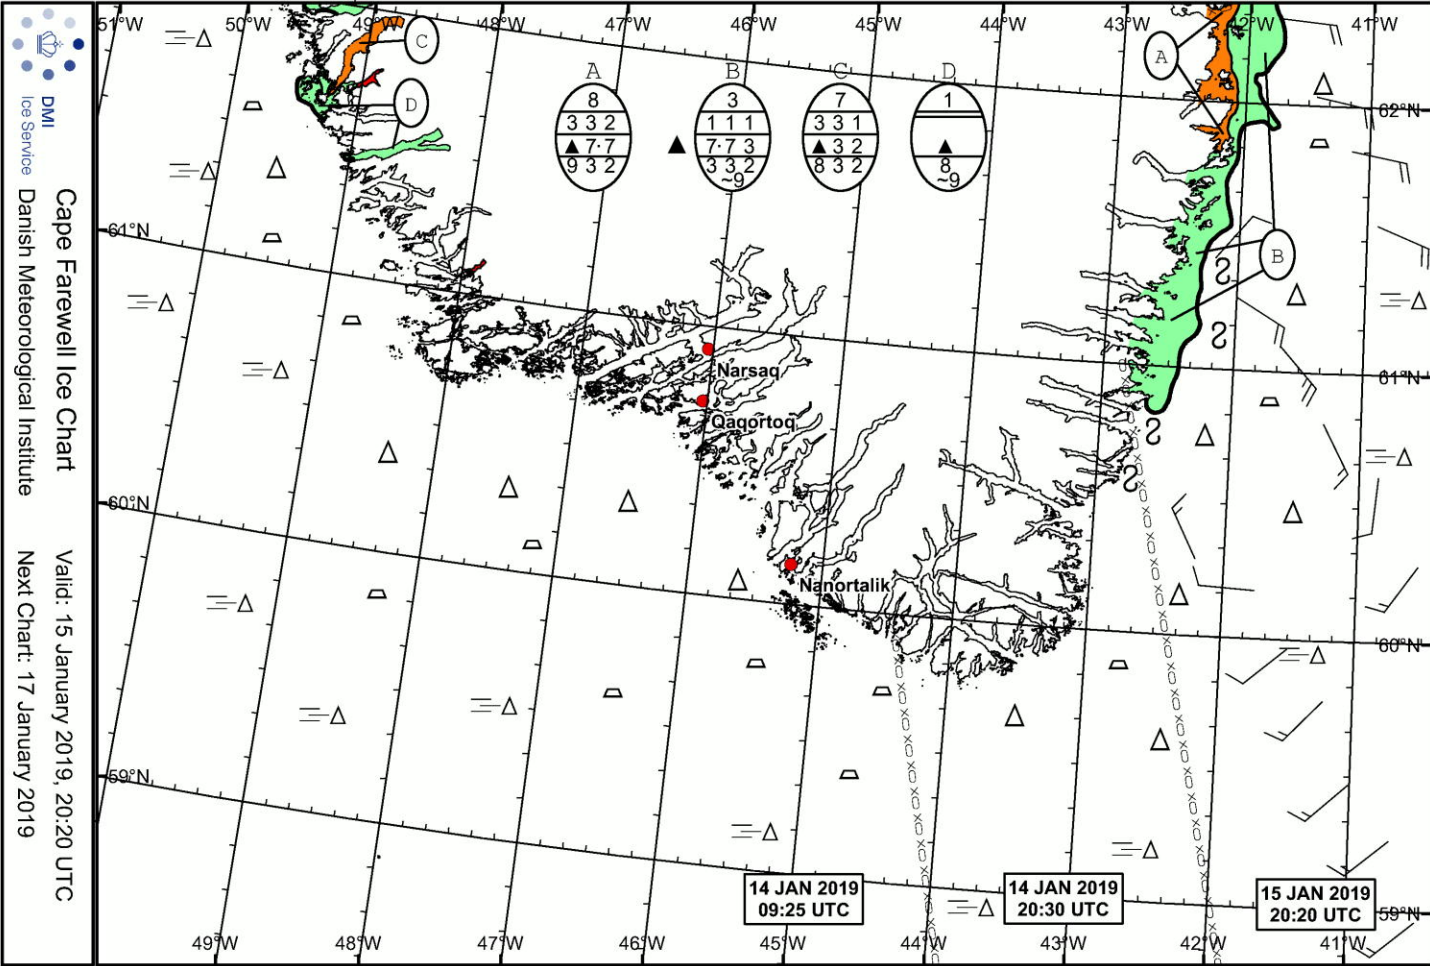 51°W 50°W 49°W 48°W 47°W 46°W 45°W 44°W 43°W 42°W 41°W
DMI
Ice Service
Cape Farewell Ice Chart
Danish Meteorological Institute
Valid: 15 January 2019, 20:20 UTC
Next Chart: 17 January 2019
C
D
A
B
A
8
3 3 2
▲ 7·7
9 3 2
B
3
1 1 1
▲ 7·7 3
3 3 2
~9
C
7
3 3 1
▲ 3 2
8 3 2
D
1
▲
8
~9
62°N
61°N
61°N
60°N
60°N
59°N
59°N
Narsaq
Qaqortoq
Nanortalik
14 JAN 2019
09:25 UTC
14 JAN 2019
20:30 UTC
15 JAN 2019
20:20 UTC
49°W 48°W 47°W 46°W 45°W 44°W 43°W 42°W 41°W